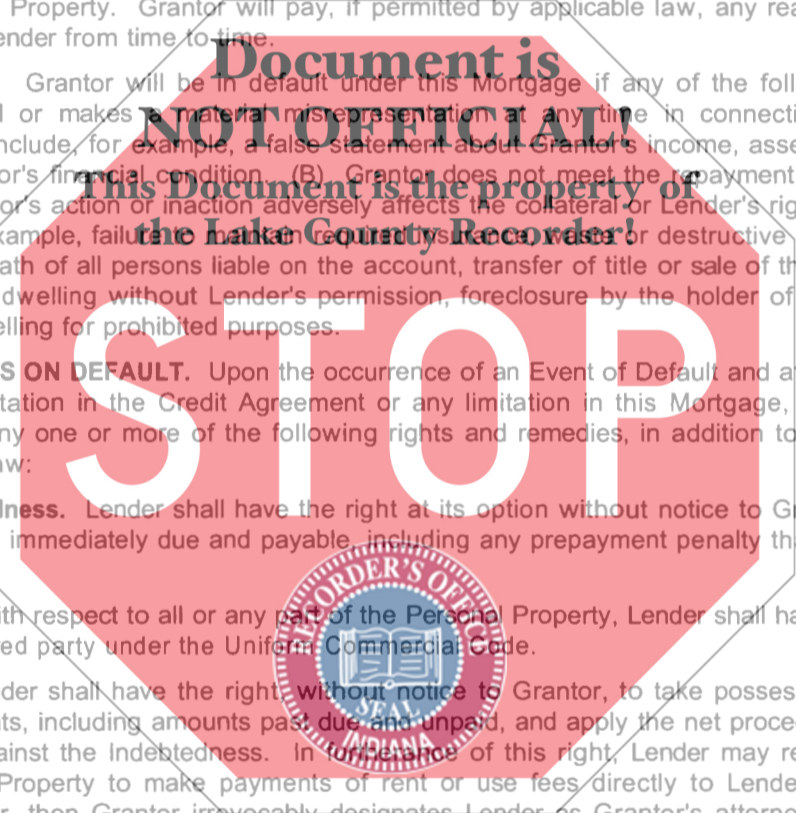 Property. Grantor will pay, if permitted by applicable law, any rea
ender from time to time.
Document is
Grantor will be in default under this Mortgage if any of the foll
l or makes a material misrepresentation at any time in connecti
NOT OFFICIAL!
nclude, for example, a false statement about Grantor's income, asse
or's financial condition. (B) Grantor does not meet the repayment
This Document is the property of
or's action or inaction adversely affects the collateral or Lender's rig
the Lake County Recorder!
xample, failure to maintain required insurance, waste or destructive
ath of all persons liable on the account, transfer of title or sale of th
dwelling without Lender's permission, foreclosure by the holder of
elling for prohibited purposes.
STOP
S ON DEFAULT. Upon the occurrence of an Event of Default and a
tation in the Credit Agreement or any limitation in this Mortgage,
ny one or more of the following rights and remedies, in addition to
aw:
dness. Lender shall have the right at its option without notice to Gr
immediately due and payable, including any prepayment penalty th
RECORDER'S OFFICE
ith respect to all or any part of the Personal Property, Lender shall ha
ed party under the Uniform Commercial Code.
der shall have the right, without notice to Grantor, to take posses
SEAL
nts, including amounts past due and unpaid, and apply the net procee
INDIANA
ainst the Indebtedness. In furtherance of this right, Lender may re
Property to make payments of rent or use fees directly to Lende
r, then Grantor irrevocably designates Lender as Grantor's attorne